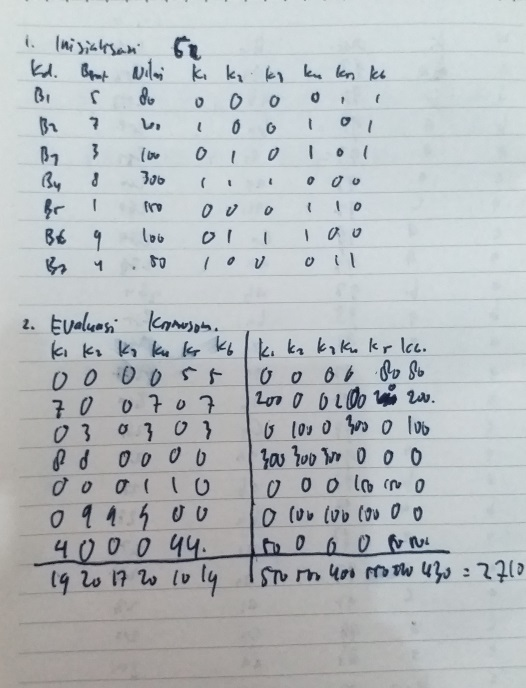 1. Inisialisasi
Kd. Nilai K1 K2 K3 K4 K5 K6
B1 5 80 0 0 0 0 1 1
B2 7 200 1 0 0 1 0 1
B3 3 100 0 1 0 1 0 1
B4 8 300 1 1 1 0 0 0
B5 1 150 0 0 0 1 1 0
B6 9 100 0 1 1 1 0 0
B7 4 50 1 0 0 0 1 1
2. Evaluasi Kromosom.
K1 K2 K3 K4 K5 K6 K1 K2 K3 K4 K5 K6.
0 0 0 0 5 5 0 0 0 0 80 80
7 0 0 7 0 7 200 0 0 200 200.
0 3 0 3 0 3 0 100 0 300 0 100
8 8 0 0 0 0 300 300 300 0 0 0
0 0 0 1 1 0 0 0 0 150 150 0
0 9 9 9 0 0 0 100 100 100 0 0
4 0 0 0 4 4. 50 0 0 0 50
19 20 17 20 10 19 550 500 400 550 430 = 2710